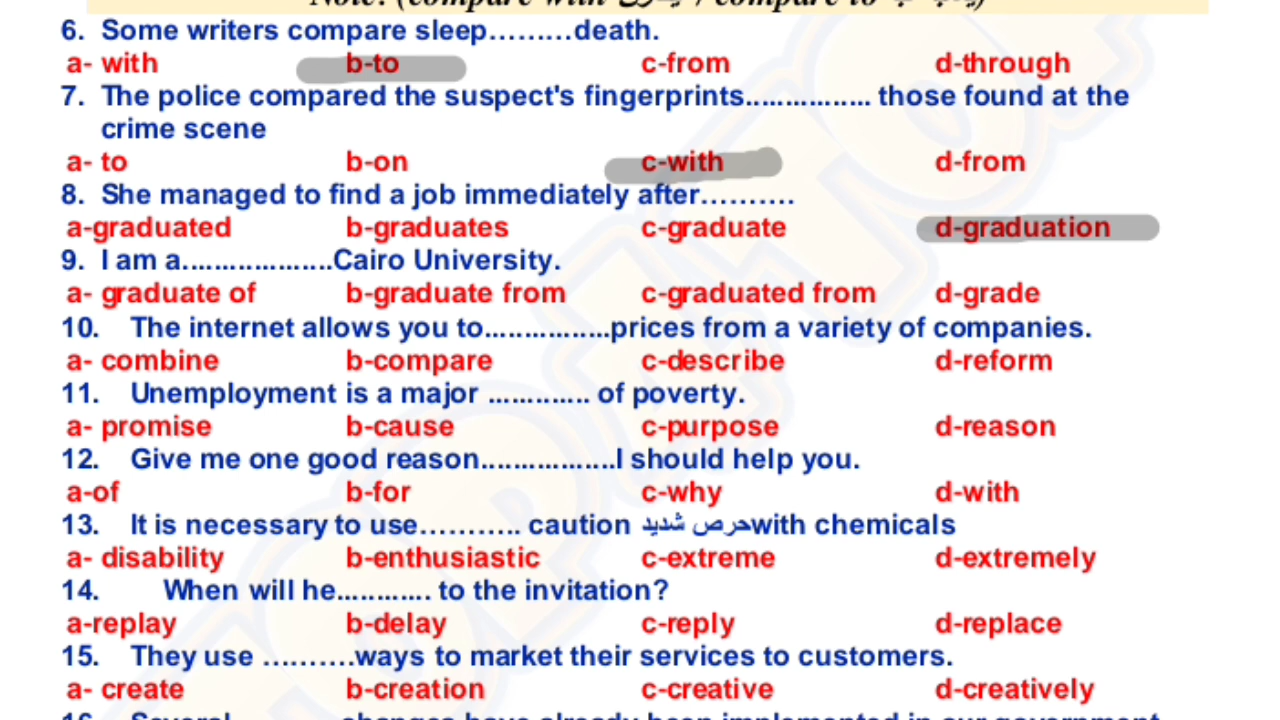 6. Some writers compare sleep.........death.
a- with b-to c-from d-through
7. The police compared the suspect's fingerprints................ those found at the
crime scene
a- to b-on c-with d-from
8. She managed to find a job immediately after..........
a-graduated b-graduates c-graduate d-graduation
9. I am a...................Cairo University.
a- graduate of b-graduate from c-graduated from d-grade
10. The internet allows you to................prices from a variety of companies.
a- combine b-compare c-describe d-reform
11. Unemployment is a major ............. of poverty.
a- promise b-cause c-purpose d-reason
12. Give me one good reason.................I should help you.
a-of b-for c-why d-with
13. It is necessary to use........... caution حرص شديد with chemicals
a- disability b-enthusiastic c-extreme d-extremely
14. When will he............ to the invitation?
a-replay b-delay c-reply d-replace
15. They use ..........ways to market their services to customers.
a- create b-creation c-creative d-creatively